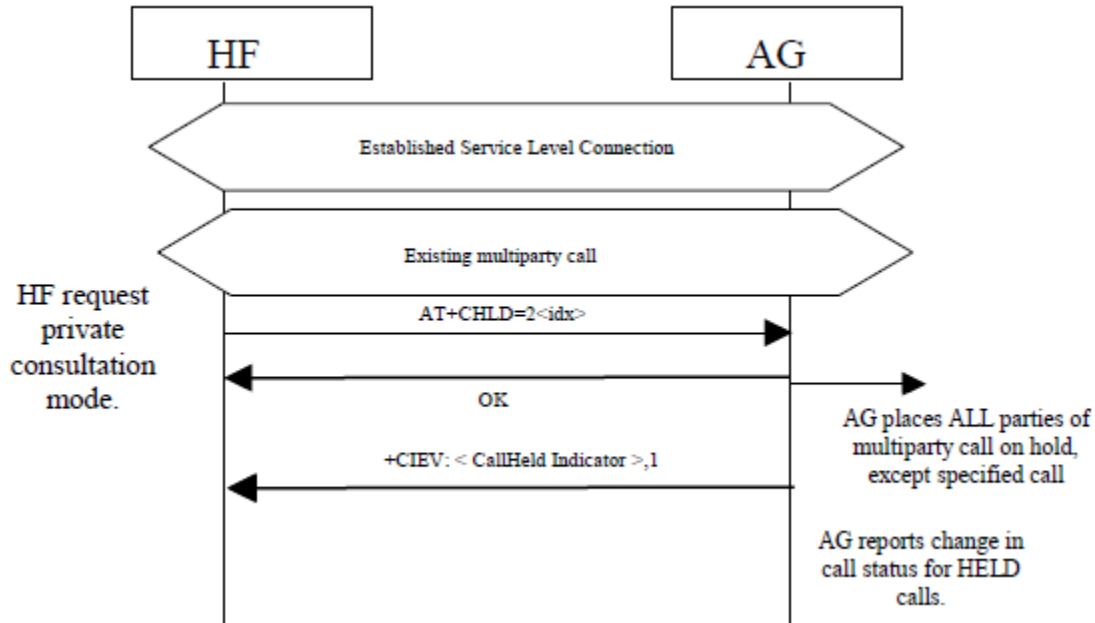 HF
AG
Established Service Level Connection
Existing multiparty call
HF request
private
consultation
mode.
AT+CHLD=2<idx>
OK
AG places ALL parties of
multiparty call on hold,
except specified call
+CIEV: < CallHeld Indicator >,1
AG reports change in
call status for HELD
calls.